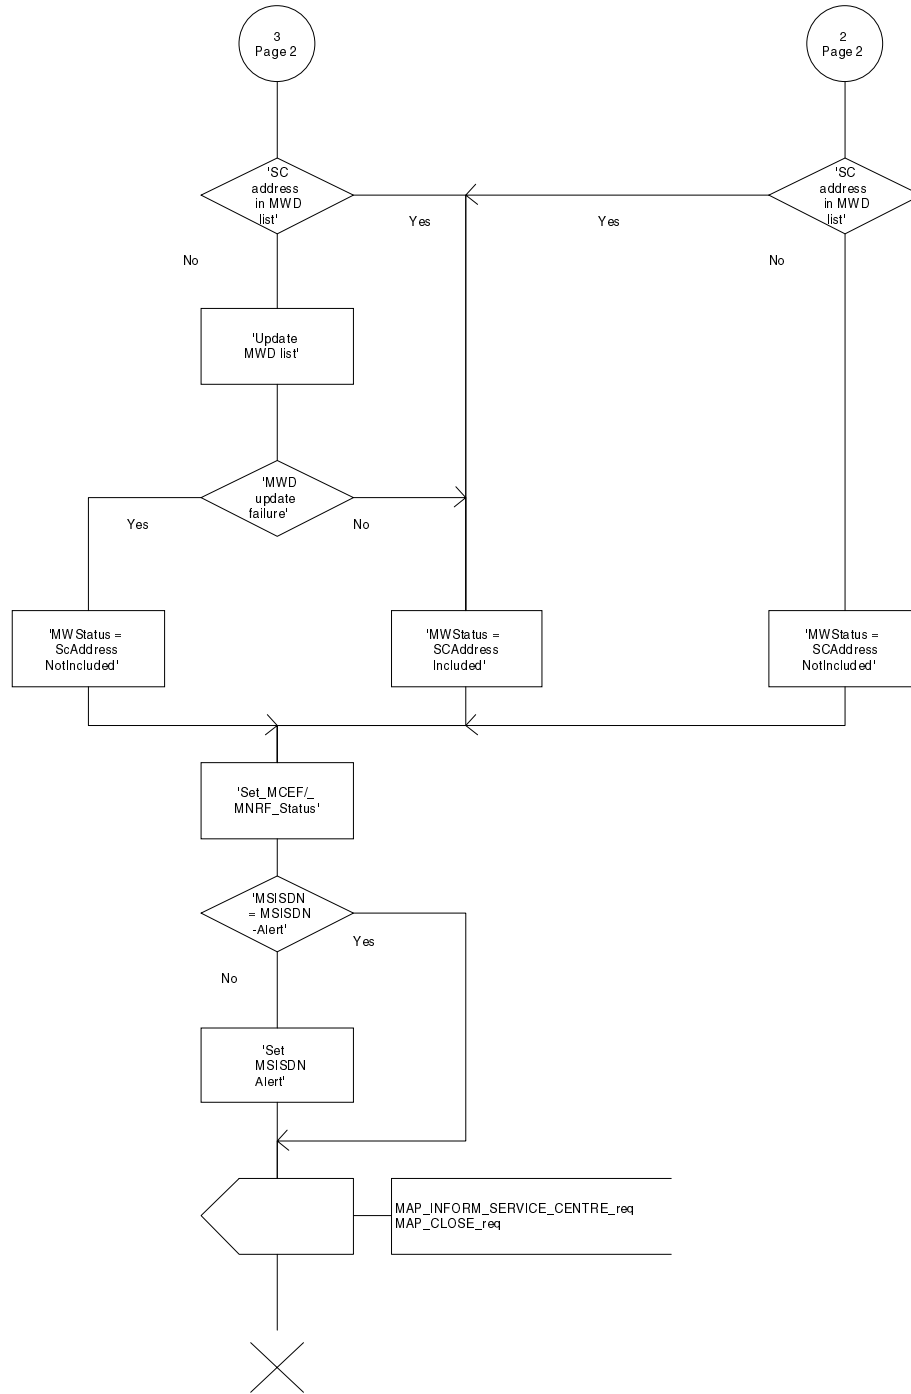 3
Page 2
2
Page 2
'SC
address
in MWD
list'
'SC
address
in MWD
list'
Yes
Yes
No
No
'Update
MWD list'
'MWD
update
failure'
Yes
No
'MWStatus =
ScAddress
NotIncluded'
'MWStatus =
SCAddress
Included'
'MWStatus =
SCAddress
NotIncluded'
'Set_MCEF/_
MNRF_Status'
'MSISDN
= MSISDN
-Alert'
Yes
No
'Set
MSISDN
Alert'
MAP_INFORM_SERVICE_CENTRE_req
MAP_CLOSE_req